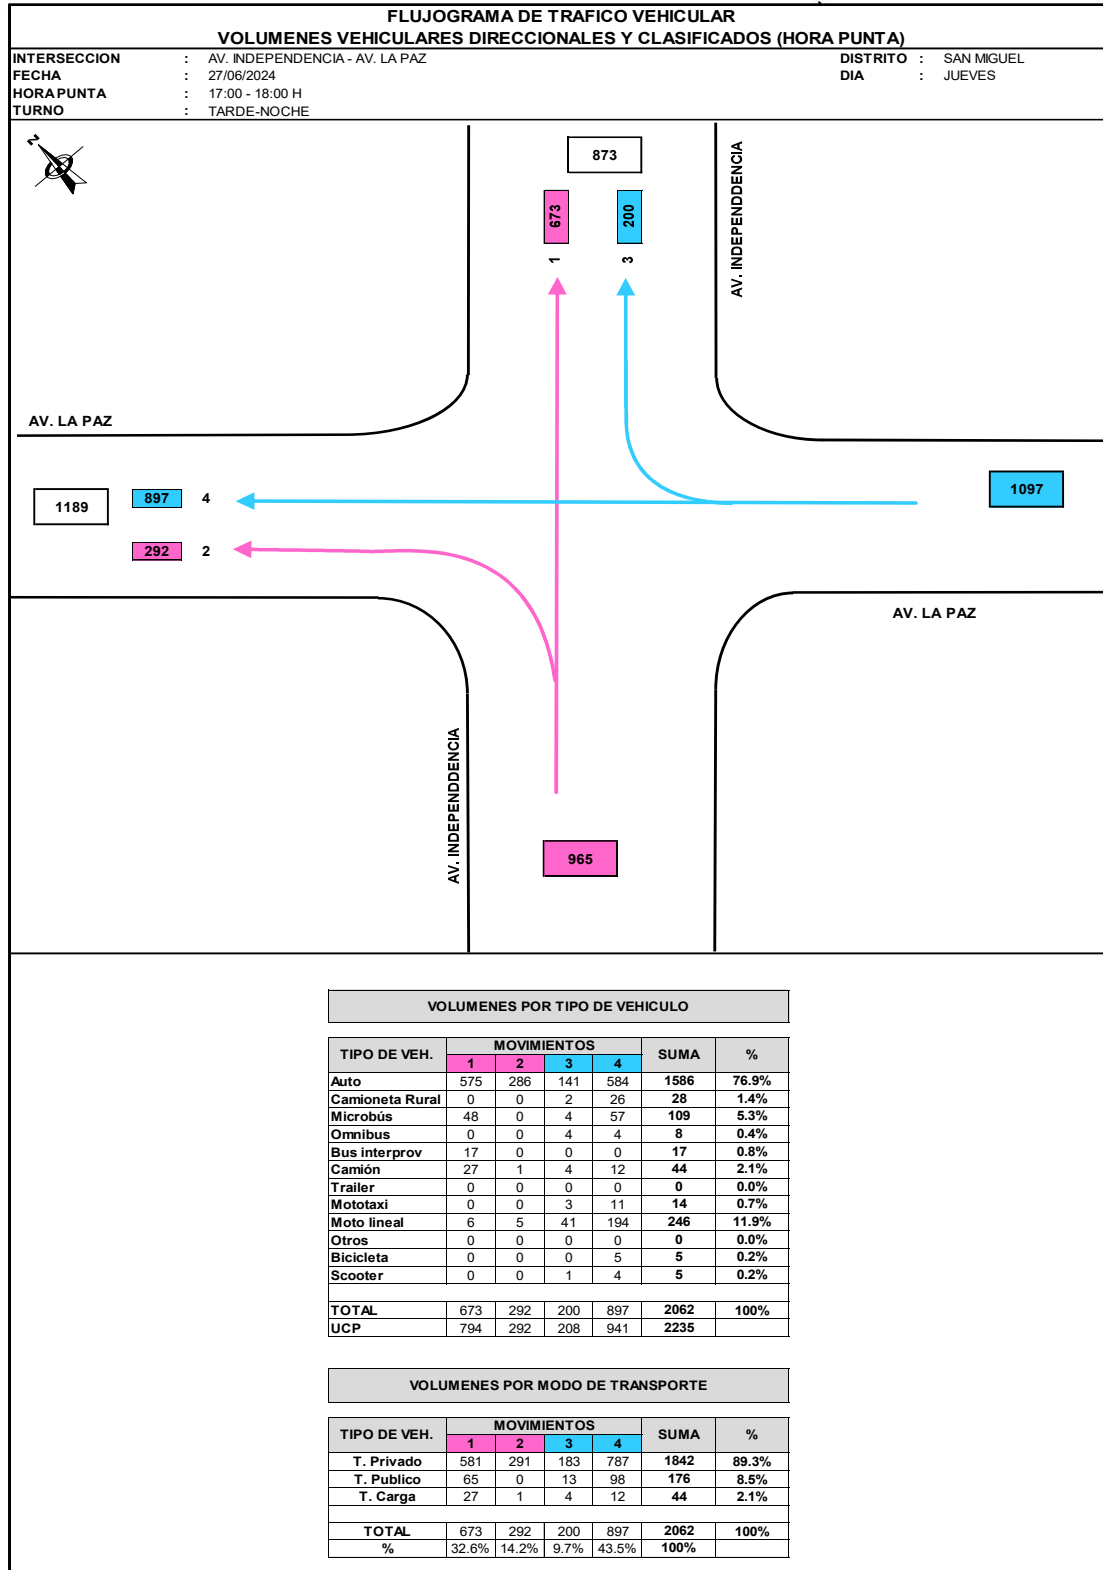 FLUJOGRAMA DE TRAFICO VEHICULAR
VOLUMENES VEHICULARES DIRECCIONALES Y CLASIFICADOS (HORA PUNTA)
INTERSECCION : AV. INDEPENDENCIA - AV. LA PAZ DISTRITO : SAN MIGUEL
FECHA : 27/06/2024 DIA : JUEVES
HORA PUNTA : 17:00 - 18:00 H
TURNO : TARDE-NOCHE
N
873
673
200
1
3
AV. INDEPENDDENCIA
AV. LA PAZ
1189
897 4
292 2
1097
AV. LA PAZ
AV. INDEPENDDENCIA
965
VOLUMENES POR TIPO DE VEHICULO
TIPO DE VEH. MOVIMIENTOS SUMA %
1 2 3 4
Auto 575 286 141 584 1586 76.9%
Camioneta Rural 0 0 2 26 28 1.4%
Microbús 48 0 4 57 109 5.3%
Omnibus 0 0 4 4 8 0.4%
Bus interprov 17 0 0 0 17 0.8%
Camión 27 1 4 12 44 2.1%
Trailer 0 0 0 0 0 0.0%
Mototaxi 0 0 3 11 14 0.7%
Moto lineal 6 5 41 194 246 11.9%
Otros 0 0 0 0 0 0.0%
Bicicleta 0 0 0 5 5 0.2%
Scooter 0 0 1 4 5 0.2%
TOTAL 673 292 200 897 2062 100%
UCP 794 292 208 941 2235
VOLUMENES POR MODO DE TRANSPORTE
TIPO DE VEH. MOVIMIENTOS SUMA %
1 2 3 4
T. Privado 581 291 183 787 1842 89.3%
T. Publico 65 0 13 98 176 8.5%
T. Carga 27 1 4 12 44 2.1%
TOTAL 673 292 200 897 2062 100%
% 32.6% 14.2% 9.7% 43.5% 100%